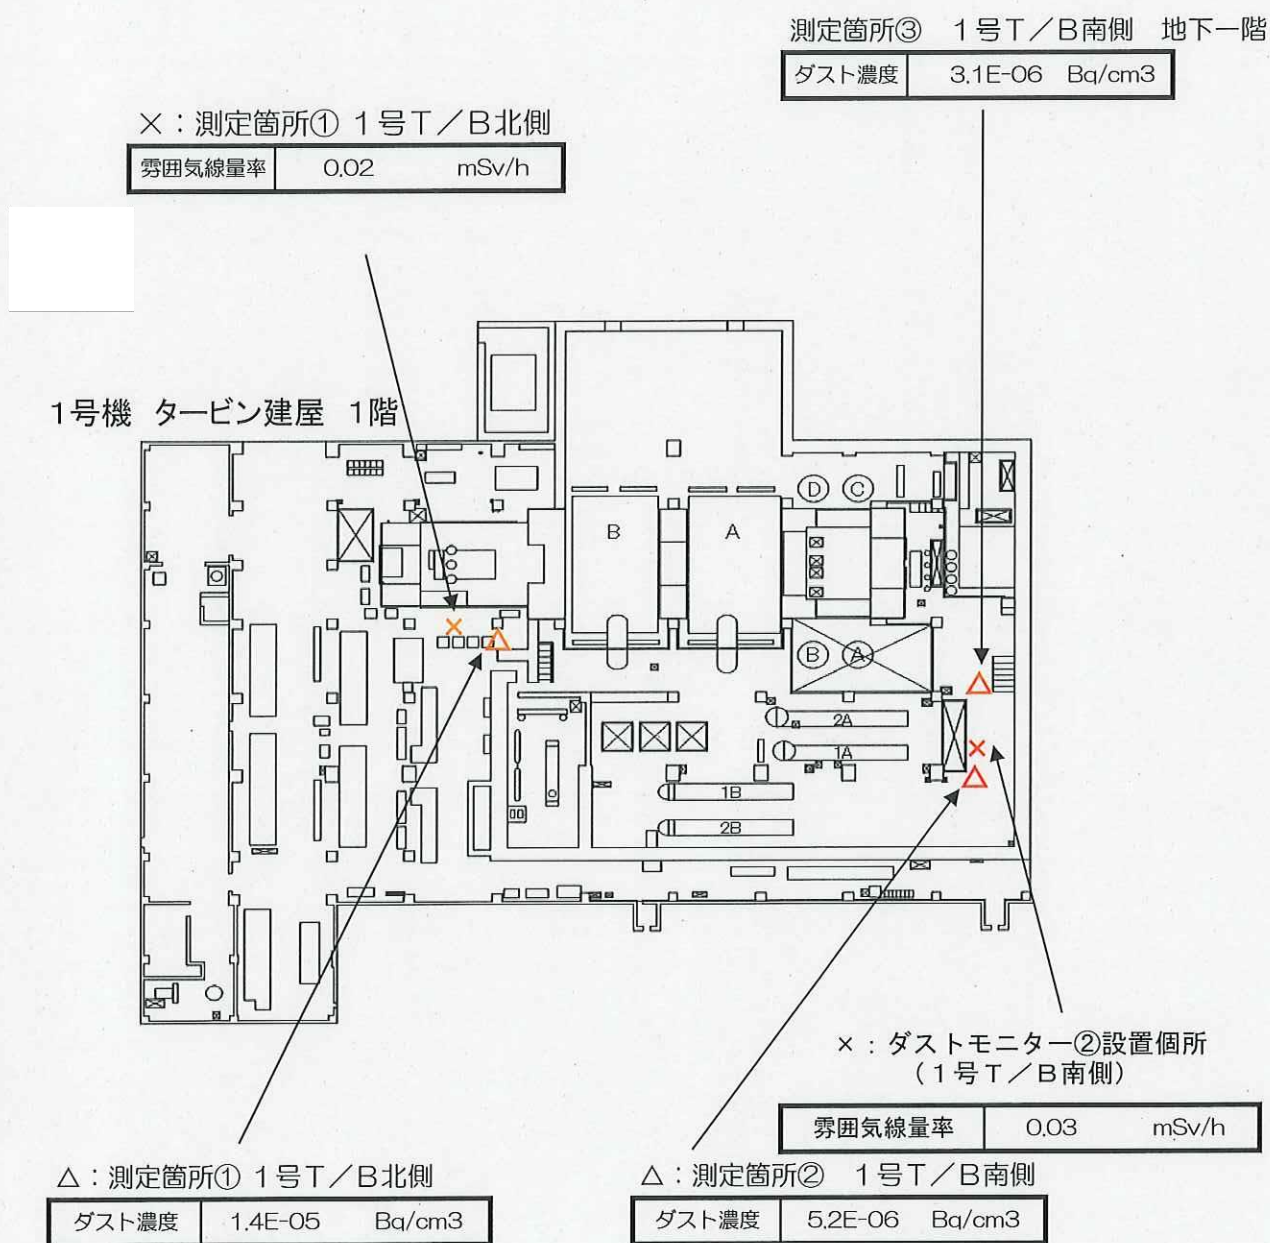 測定箇所③ 1号T/B南側 地下一階
ダスト濃度 3.1E-06 Bq/cm3
×:測定箇所① 1号T/B北側
雰囲気線量率 0.02 mSv/h
1号機 タービン建屋 1階
D C
B A
B A
2A
1A
1B
2B
×:ダストモニター②設置個所
(1号T/B南側)
雰囲気線量率 0.03 mSv/h
△:測定箇所① 1号T/B北側
ダスト濃度 1.4E-05 Bq/cm3
△:測定箇所② 1号T/B南側
ダスト濃度 5.2E-06 Bq/cm3